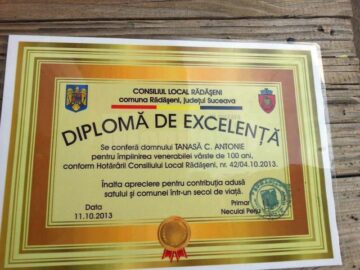 CONSILIUL LOCAL RĂDĂŞENI
comuna Rădăşeni, judeţul Suceava
DIPLOMĂ DE EXCELENŢĂ
Se conferă domnului TANASĂ C. ANTONIE
pentru împlinirea venerabilei vârste de 100 ani,
conform Hotărârii Consiliului Local Rădăşeni, nr. 42/04.10.2013.
Înalta apreciere pentru contribuţia adusă
satului şi comunei într-un secol de viaţă.
Data
11.10.2013
Primar
Neculai Perju